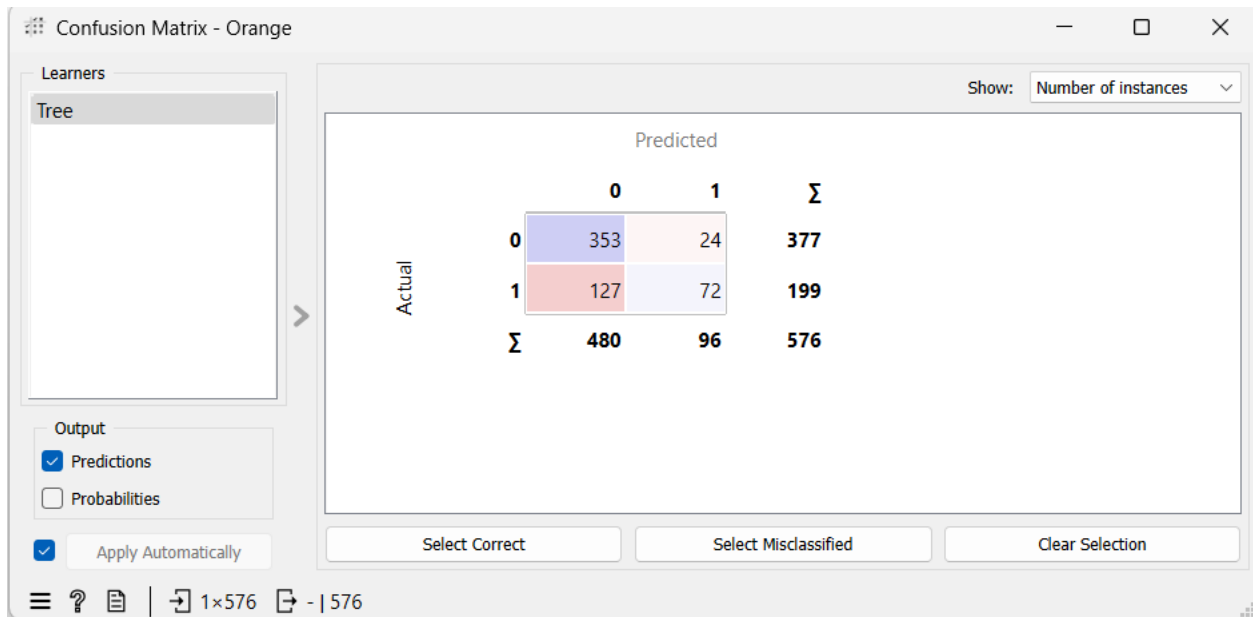 Confusion Matrix - Orange
Learners
Tree
Show: Number of instances
Predicted
0 1 Σ
0 353 24 377
Actual
1 127 72 199
Σ 480 96 576
Output
Predictions
Probabilities
Apply Automatically
Select Correct Select Misclassified Clear Selection
? 1×576 - | 576